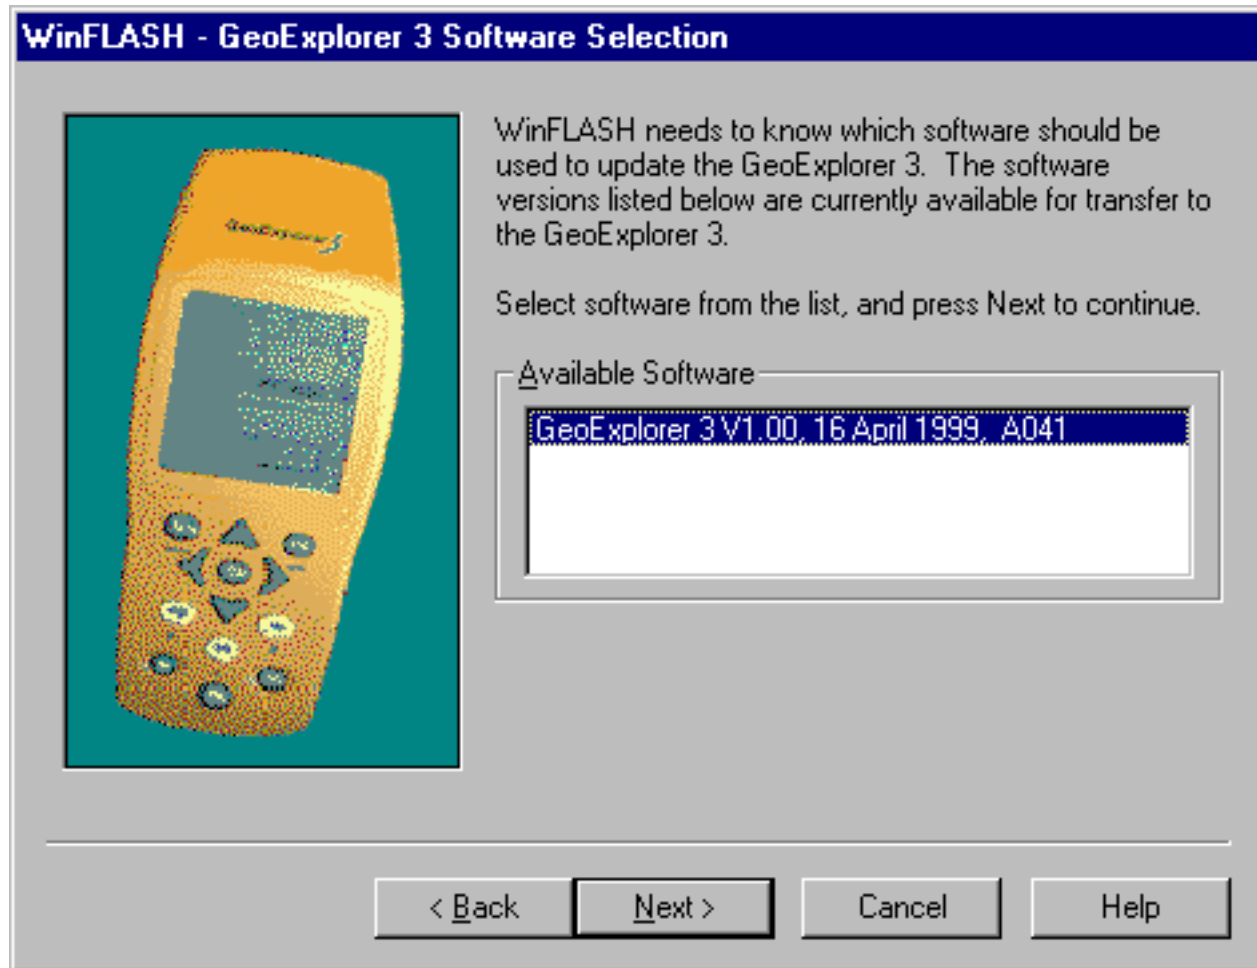 WinFLASH - GeoExplorer 3 Software Selection
GeoExplorer 3
WinFLASH needs to know which software should be
used to update the GeoExplorer 3.  The software
versions listed below are currently available for transfer to
the GeoExplorer 3.
Select software from the list, and press Next to continue.
Available Software
GeoExplorer 3 V1.00, 16 April 1999,  A041
< Back
Next >
Cancel
Help